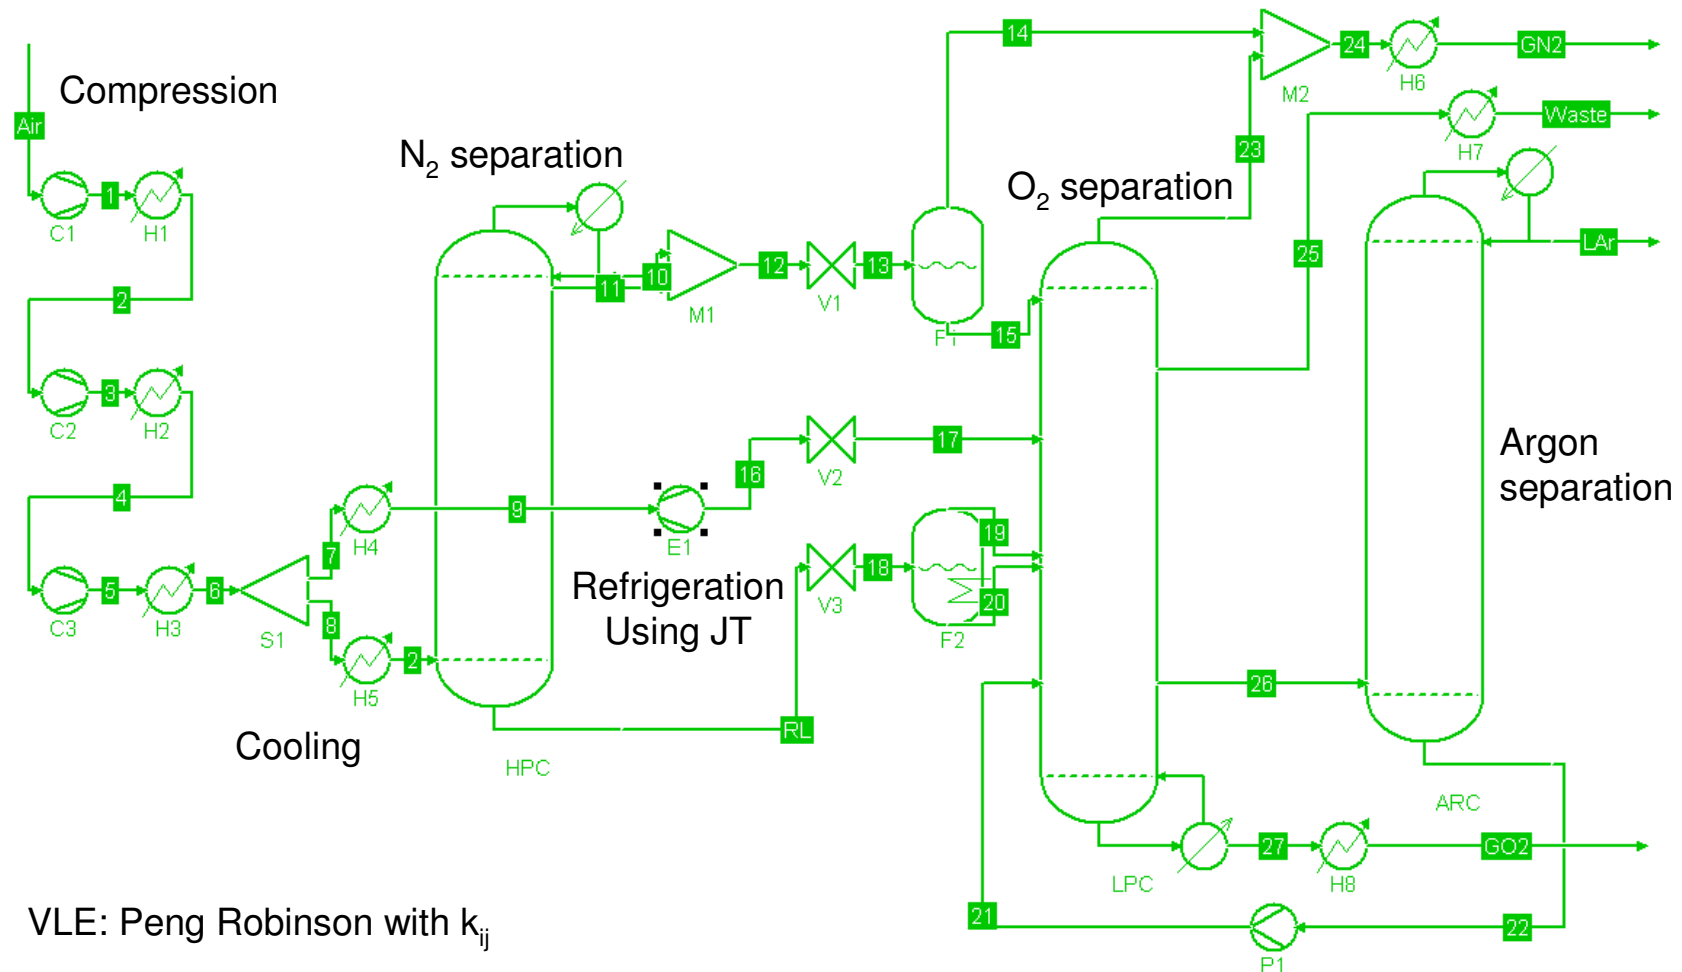 14
24
GN2
H6
M2
Compression
Air
Waste
H7
23
N2 separation
O2 separation
1
C1
H1
25
LAr
10
11
12
13
M1
V1
F1
15
2
3
C2
H2
16
17
V2
Argon
separation
4
7
H4
9
E1
19
Refrigeration
Using JT
18
V3
20
F2
5
6
C3
H3
S1
8
2
H5
26
Cooling
RL
HPC
ARC
27
GO2
LPC
H8
21
22
P1
VLE: Peng Robinson with kij